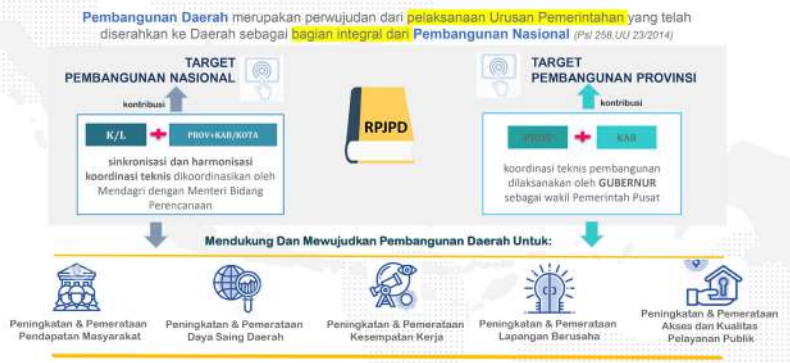 Pembangunan Daerah merupakan perwujudan dari pelaksanaan Urusan Pemerintahan yang telah
diserahkan ke Daerah sebagai bagian integral dari Pembangunan Nasional (Psl 258,UU 23/2014)
TARGET
PEMBANGUNAN NASIONAL
kontribusi
K/L + PROV+KAB/KOTA
sinkronisasi dan harmonisasi
koordinasi teknis dikoordinasikan oleh
Mendagri dengan Menteri Bidang
Perencanaan
RPJPD
TARGET
PEMBANGUNAN PROVINSI
kontribusi
PROV + KAB
koordinasi teknis pembangunan
dilaksanakan oleh GUBERNUR
sebagai wakil Pemerintah Pusat
Mendukung Dan Mewujudkan Pembangunan Daerah Untuk:
Peningkatan & Pemerataan
Pendapatan Masyarakat
Peningkatan & Pemerataan
Daya Saing Daerah
Peningkatan & Pemerataan
Kesempatan Kerja
Peningkatan & Pemerataan
Lapangan Berusaha
Peningkatan & Pemerataan
Akses dan Kualitas
Pelayanan Publik